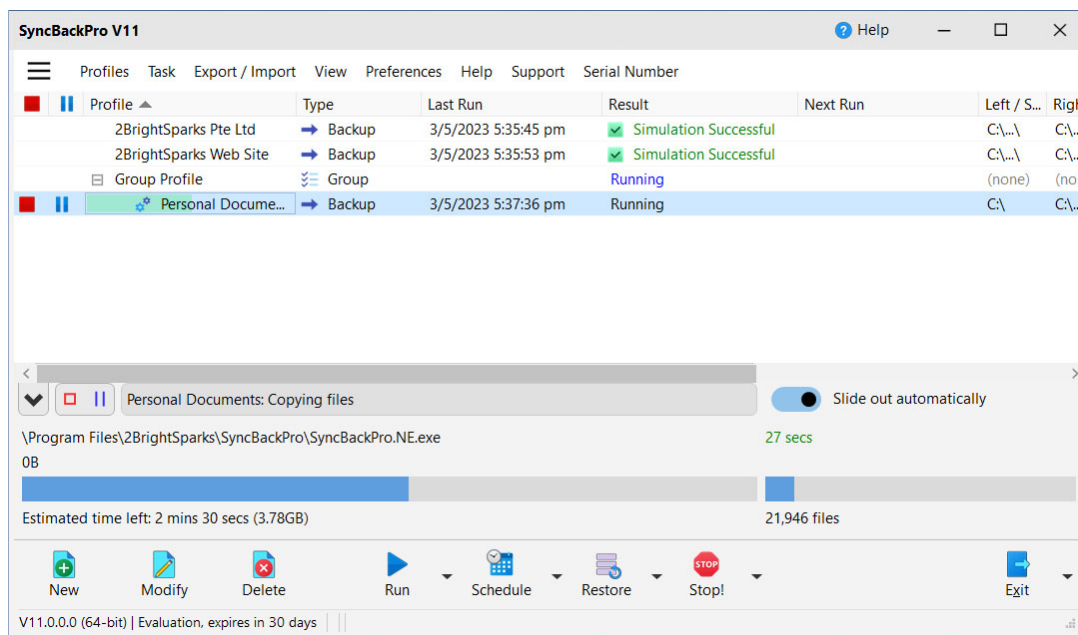 SyncBackPro V11 Help
Profiles Task Export / Import View Preferences Help Support Serial Number
Profile Type Last Run Result Next Run Left / S... Righ
2BrightSparks Pte Ltd Backup 3/5/2023 5:35:45 pm Simulation Successful C:\...\ C:\..
2BrightSparks Web Site Backup 3/5/2023 5:35:53 pm Simulation Successful C:\...\ C:\..
Group Profile Group Running (none) (no
Personal Docume... Backup 3/5/2023 5:37:36 pm Running C:\ C:\..
Personal Documents: Copying files Slide out automatically
\Program Files\2BrightSparks\SyncBackPro\SyncBackPro.NE.exe 27 secs
0B
Estimated time left: 2 mins 30 secs (3.78GB) 21,946 files
STOP
New Modify Delete Run Schedule Restore Stop! Exit
V11.0.0.0 (64-bit) | Evaluation, expires in 30 days